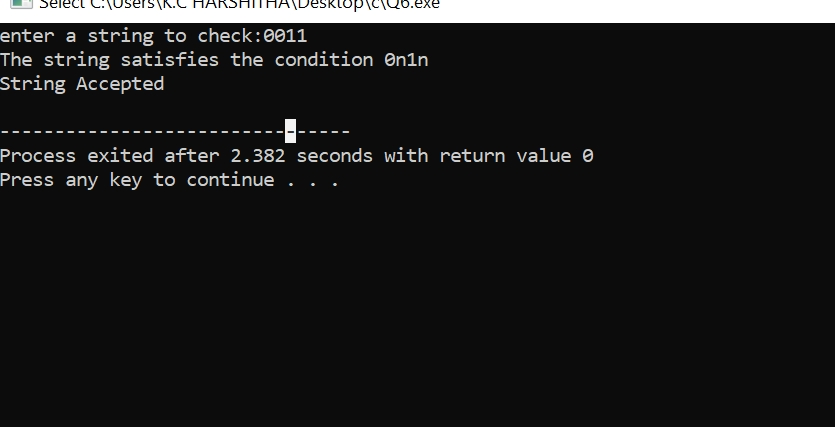 Select C:\Users\K.C HARSHITHA\Desktop\c\Q6.exe
enter a string to check:0011
The string satisfies the condition 0n1n
String Accepted
--------------------------------
Process exited after 2.382 seconds with return value 0
Press any key to continue . . .